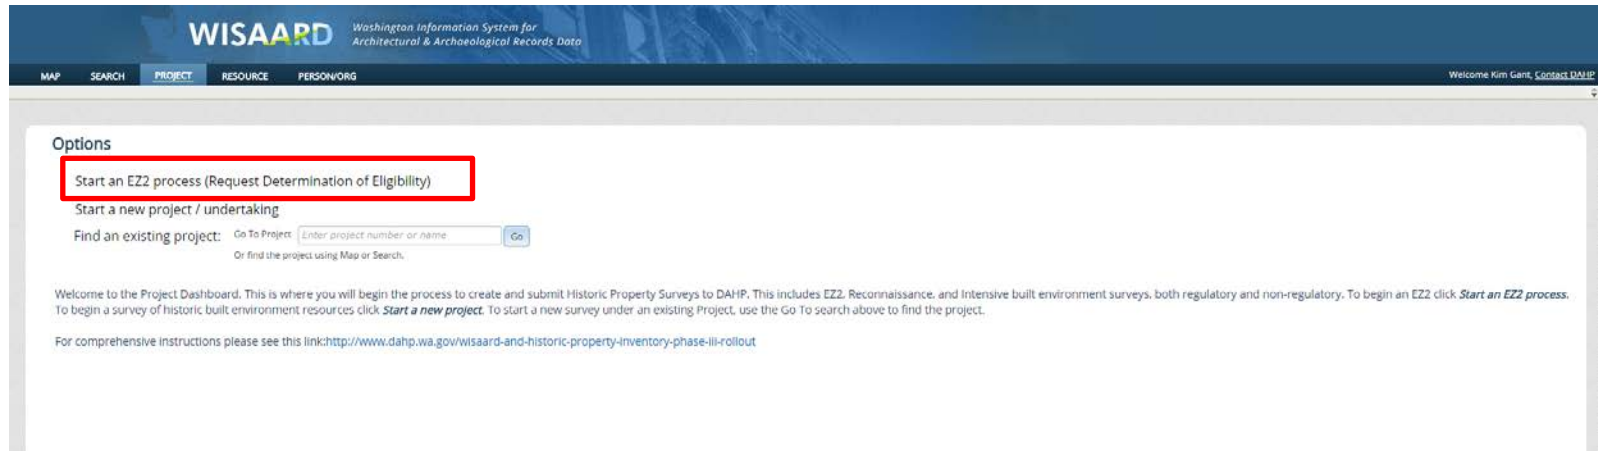 WISAARD
Washington Information System for
Architectural & Archaeological Records Data
MAP SEARCH PROJECT RESOURCE PERSON/ORG Welcome Kim Gant, Contact DAHP
Options
Start an EZ2 process (Request Determination of Eligibility)
Start a new project / undertaking
Find an existing project: Go To Project Enter project number or name Go
Or find the project using Map or Search.
Welcome to the Project Dashboard. This is where you will begin the process to create and submit Historic Property Surveys to DAHP. This includes EZ2, Reconnaissance, and Intensive built environment surveys, both regulatory and non-regulatory. To begin an EZ2 click Start an EZ2 process.
To begin a survey of historic built environment resources click Start a new project. To start a new survey under an existing Project, use the Go To search above to find the project.
For comprehensive instructions please see this link:http://www.dahp.wa.gov/wisaard-and-historic-property-inventory-phase-iii-rollout